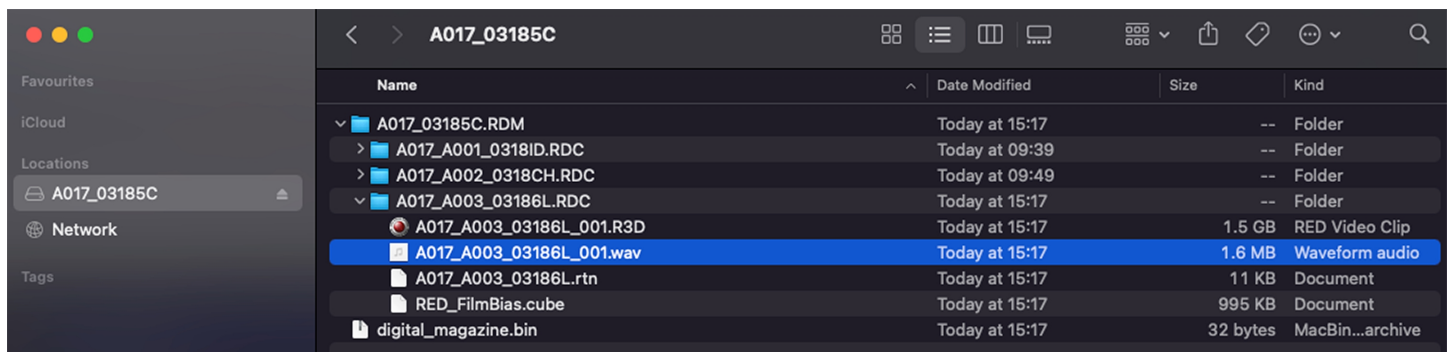 A017_03185C
Favourites
iCloud
Locations
A017_03185C
Network
Tags
Name Date Modified Size Kind
A017_03185C.RDM Today at 15:17 -- Folder
A017_A001_0318ID.RDC Today at 09:39 -- Folder
A017_A002_0318CH.RDC Today at 09:49 -- Folder
A017_A003_03186L.RDC Today at 15:17 -- Folder
A017_A003_03186L_001.R3D Today at 15:17 1.5 GB RED Video Clip
A017_A003_03186L_001.wav Today at 15:17 1.6 MB Waveform audio
A017_A003_03186L.rtn Today at 15:17 11 KB Document
RED_FilmBias.cube Today at 15:17 995 KB Document
digital_magazine.bin Today at 15:17 32 bytes MacBin...archive